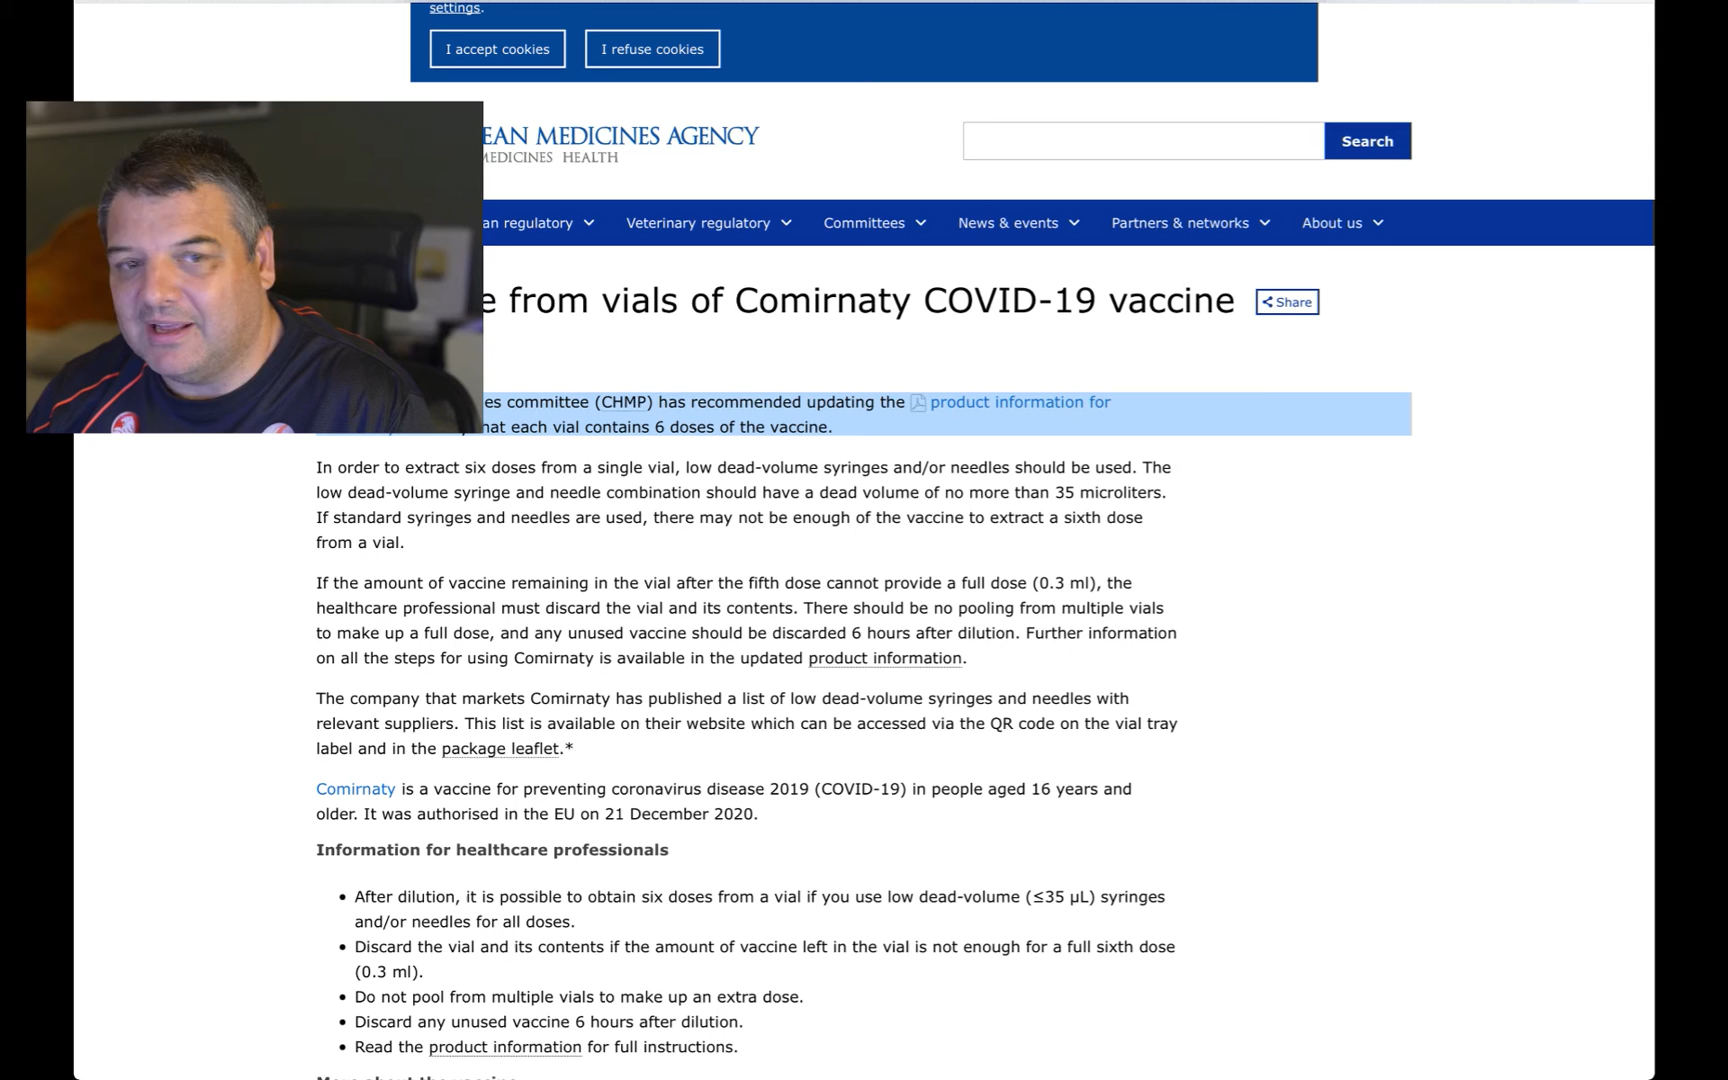 settings.
I accept cookies
I refuse cookies
EAN MEDICINES AGENCY
MEDICINES HEALTH
Search
an regulatory
Veterinary regulatory
Committees
News & events
Partners & networks
About us
e from vials of Comirnaty COVID-19 vaccine
Share
es committee (CHMP) has recommended updating the product information for
hat each vial contains 6 doses of the vaccine.
In order to extract six doses from a single vial, low dead-volume syringes and/or needles should be used. The
low dead-volume syringe and needle combination should have a dead volume of no more than 35 microliters.
If standard syringes and needles are used, there may not be enough of the vaccine to extract a sixth dose
from a vial.
If the amount of vaccine remaining in the vial after the fifth dose cannot provide a full dose (0.3 ml), the
healthcare professional must discard the vial and its contents. There should be no pooling from multiple vials
to make up a full dose, and any unused vaccine should be discarded 6 hours after dilution. Further information
on all the steps for using Comirnaty is available in the updated product information.
The company that markets Comirnaty has published a list of low dead-volume syringes and needles with
relevant suppliers. This list is available on their website which can be accessed via the QR code on the vial tray
label and in the package leaflet.*
Comirnaty is a vaccine for preventing coronavirus disease 2019 (COVID-19) in people aged 16 years and
older. It was authorised in the EU on 21 December 2020.
Information for healthcare professionals
• After dilution, it is possible to obtain six doses from a vial if you use low dead-volume (≤35 µL) syringes
and/or needles for all doses.
• Discard the vial and its contents if the amount of vaccine left in the vial is not enough for a full sixth dose
(0.3 ml).
• Do not pool from multiple vials to make up an extra dose.
• Discard any unused vaccine 6 hours after dilution.
• Read the product information for full instructions.
More about the vaccine